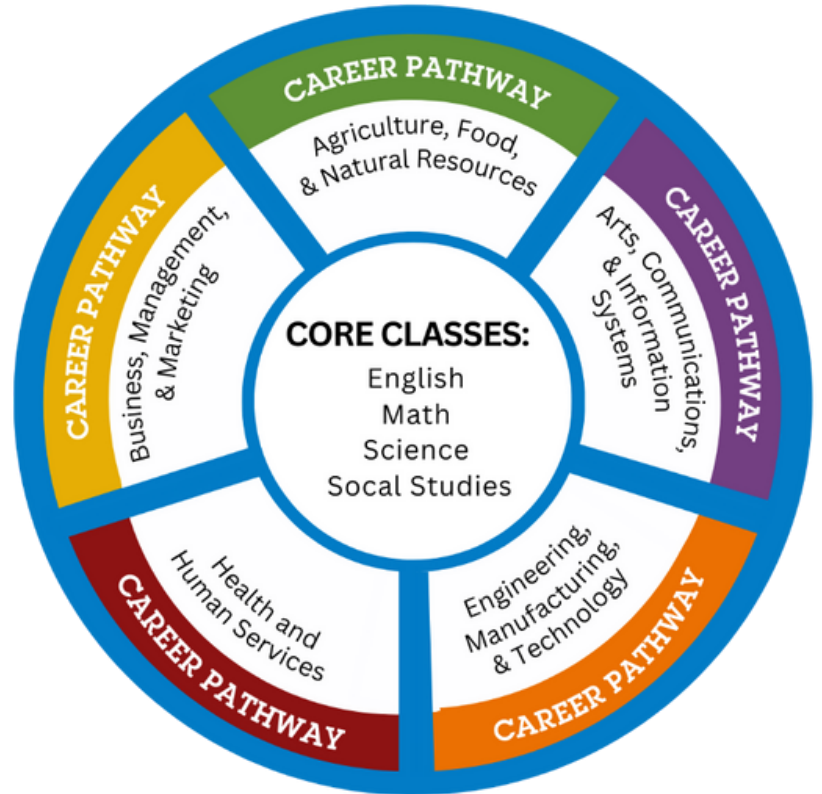 CAREER PATHWAY
Agriculture, Food,
& Natural Resources
CAREER PATHWAY
Arts, Communications,
& Information
Systems
CAREER PATHWAY
Engineering,
Manufacturing,
& Technology
CAREER PATHWAY
Health and
Human Services
CAREER PATHWAY
Business, Management,
& Marketing
CORE CLASSES:
English
Math
Science
Socal Studies